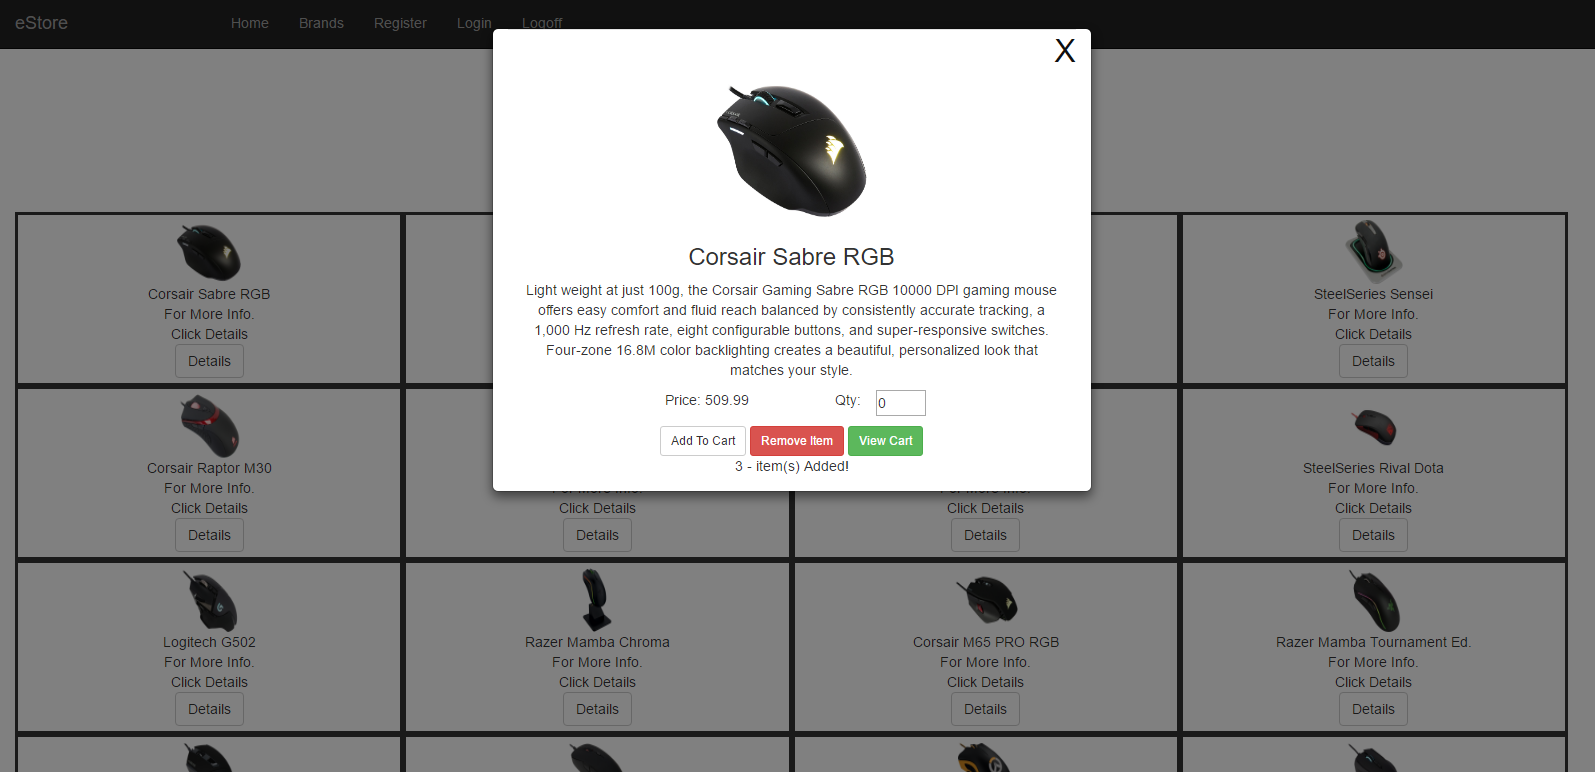 eStore Home Brands Register Login Logoff
X
Corsair Sabre RGB
Light weight at just 100g, the Corsair Gaming Sabre RGB 10000 DPI gaming mouse
offers easy comfort and fluid reach balanced by consistently accurate tracking, a
1,000 Hz refresh rate, eight configurable buttons, and super-responsive switches.
Four-zone 16.8M color backlighting creates a beautiful, personalized look that
matches your style.
Price: 509.99 Qty: 0
Add To Cart Remove Item View Cart
3 - item(s) Added!
Corsair Sabre RGB
For More Info.
Click Details
Details
SteelSeries Sensei
For More Info.
Click Details
Details
Corsair Raptor M30
For More Info.
Click Details
Details
For More Info.
Click Details
Details
For More Info.
Click Details
Details
SteelSeries Rival Dota
For More Info.
Click Details
Details
Logitech G502
For More Info.
Click Details
Details
Razer Mamba Chroma
For More Info.
Click Details
Details
Corsair M65 PRO RGB
For More Info.
Click Details
Details
Razer Mamba Tournament Ed.
For More Info.
Click Details
Details